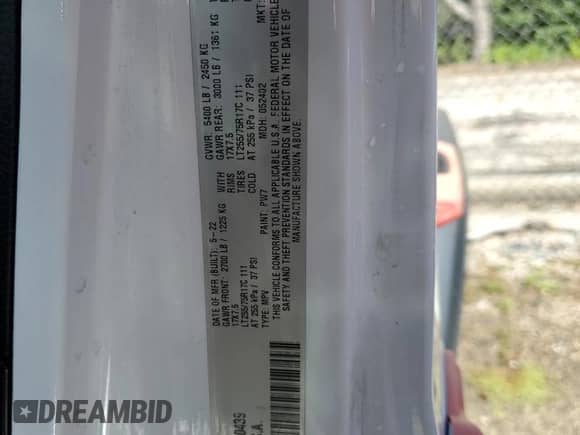 DATE OF MFR (BUILT): 5-22 GVWR: 5400 LB / 2450 KG
GAWR FRONT: 2700 LB / 1225 KG WITH GAWR REAR: 3000 LB / 1361 KG
17X7.5 RIMS 17X7.5
LT255/75R17C 111 TIRES LT255/75R17C 111
AT 255 kPa / 37 PSI COLD AT 255 kPa / 37 PSI
TYPE: MPV PAINT: PW7 MDH: 052402 MKT:
THIS VEHICLE CONFORMS TO ALL APPLICABLE U.S.A. FEDERAL MOTOR VEHICLE
SAFETY AND THEFT PREVENTION STANDARDS IN EFFECT ON THE DATE OF
MANUFACTURE SHOWN ABOVE.
0439
DREAMBID